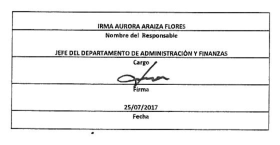 IRMA AURORA ARAIZA FLORES
Nombre del Responsable
JEFE DEL DEPARTAMENTO DE ADMINISTRACIÓN Y FINANZAS
Cargo
Firma
25/07/2017
Fecha